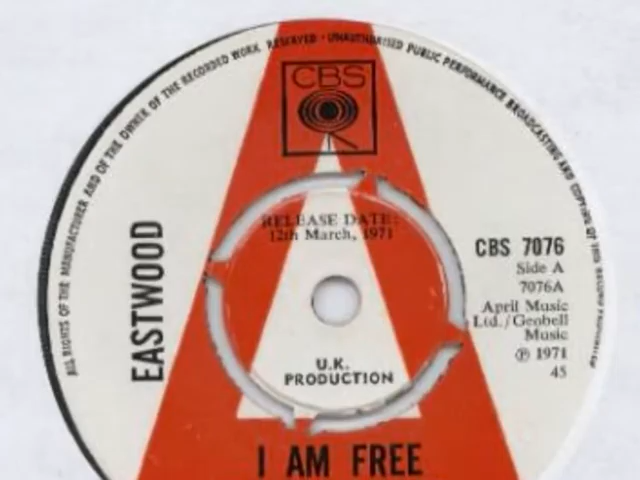 ALL RIGHTS OF THE MANUFACTURER AND OF THE OWNER OF THE RECORDED WORK RESERVED · UNAUTHORISED PUBLIC PERFORMANCE BROADCASTING AND COPYING OF THIS RECORD PROHIBITED
CBS
RELEASE DATE:
12th March, 1971
EASTWOOD
CBS 7076
Side A
7076A
April Music
Ltd./Geobell
Music
℗ 1971
45
U.K.
PRODUCTION
I AM FREE